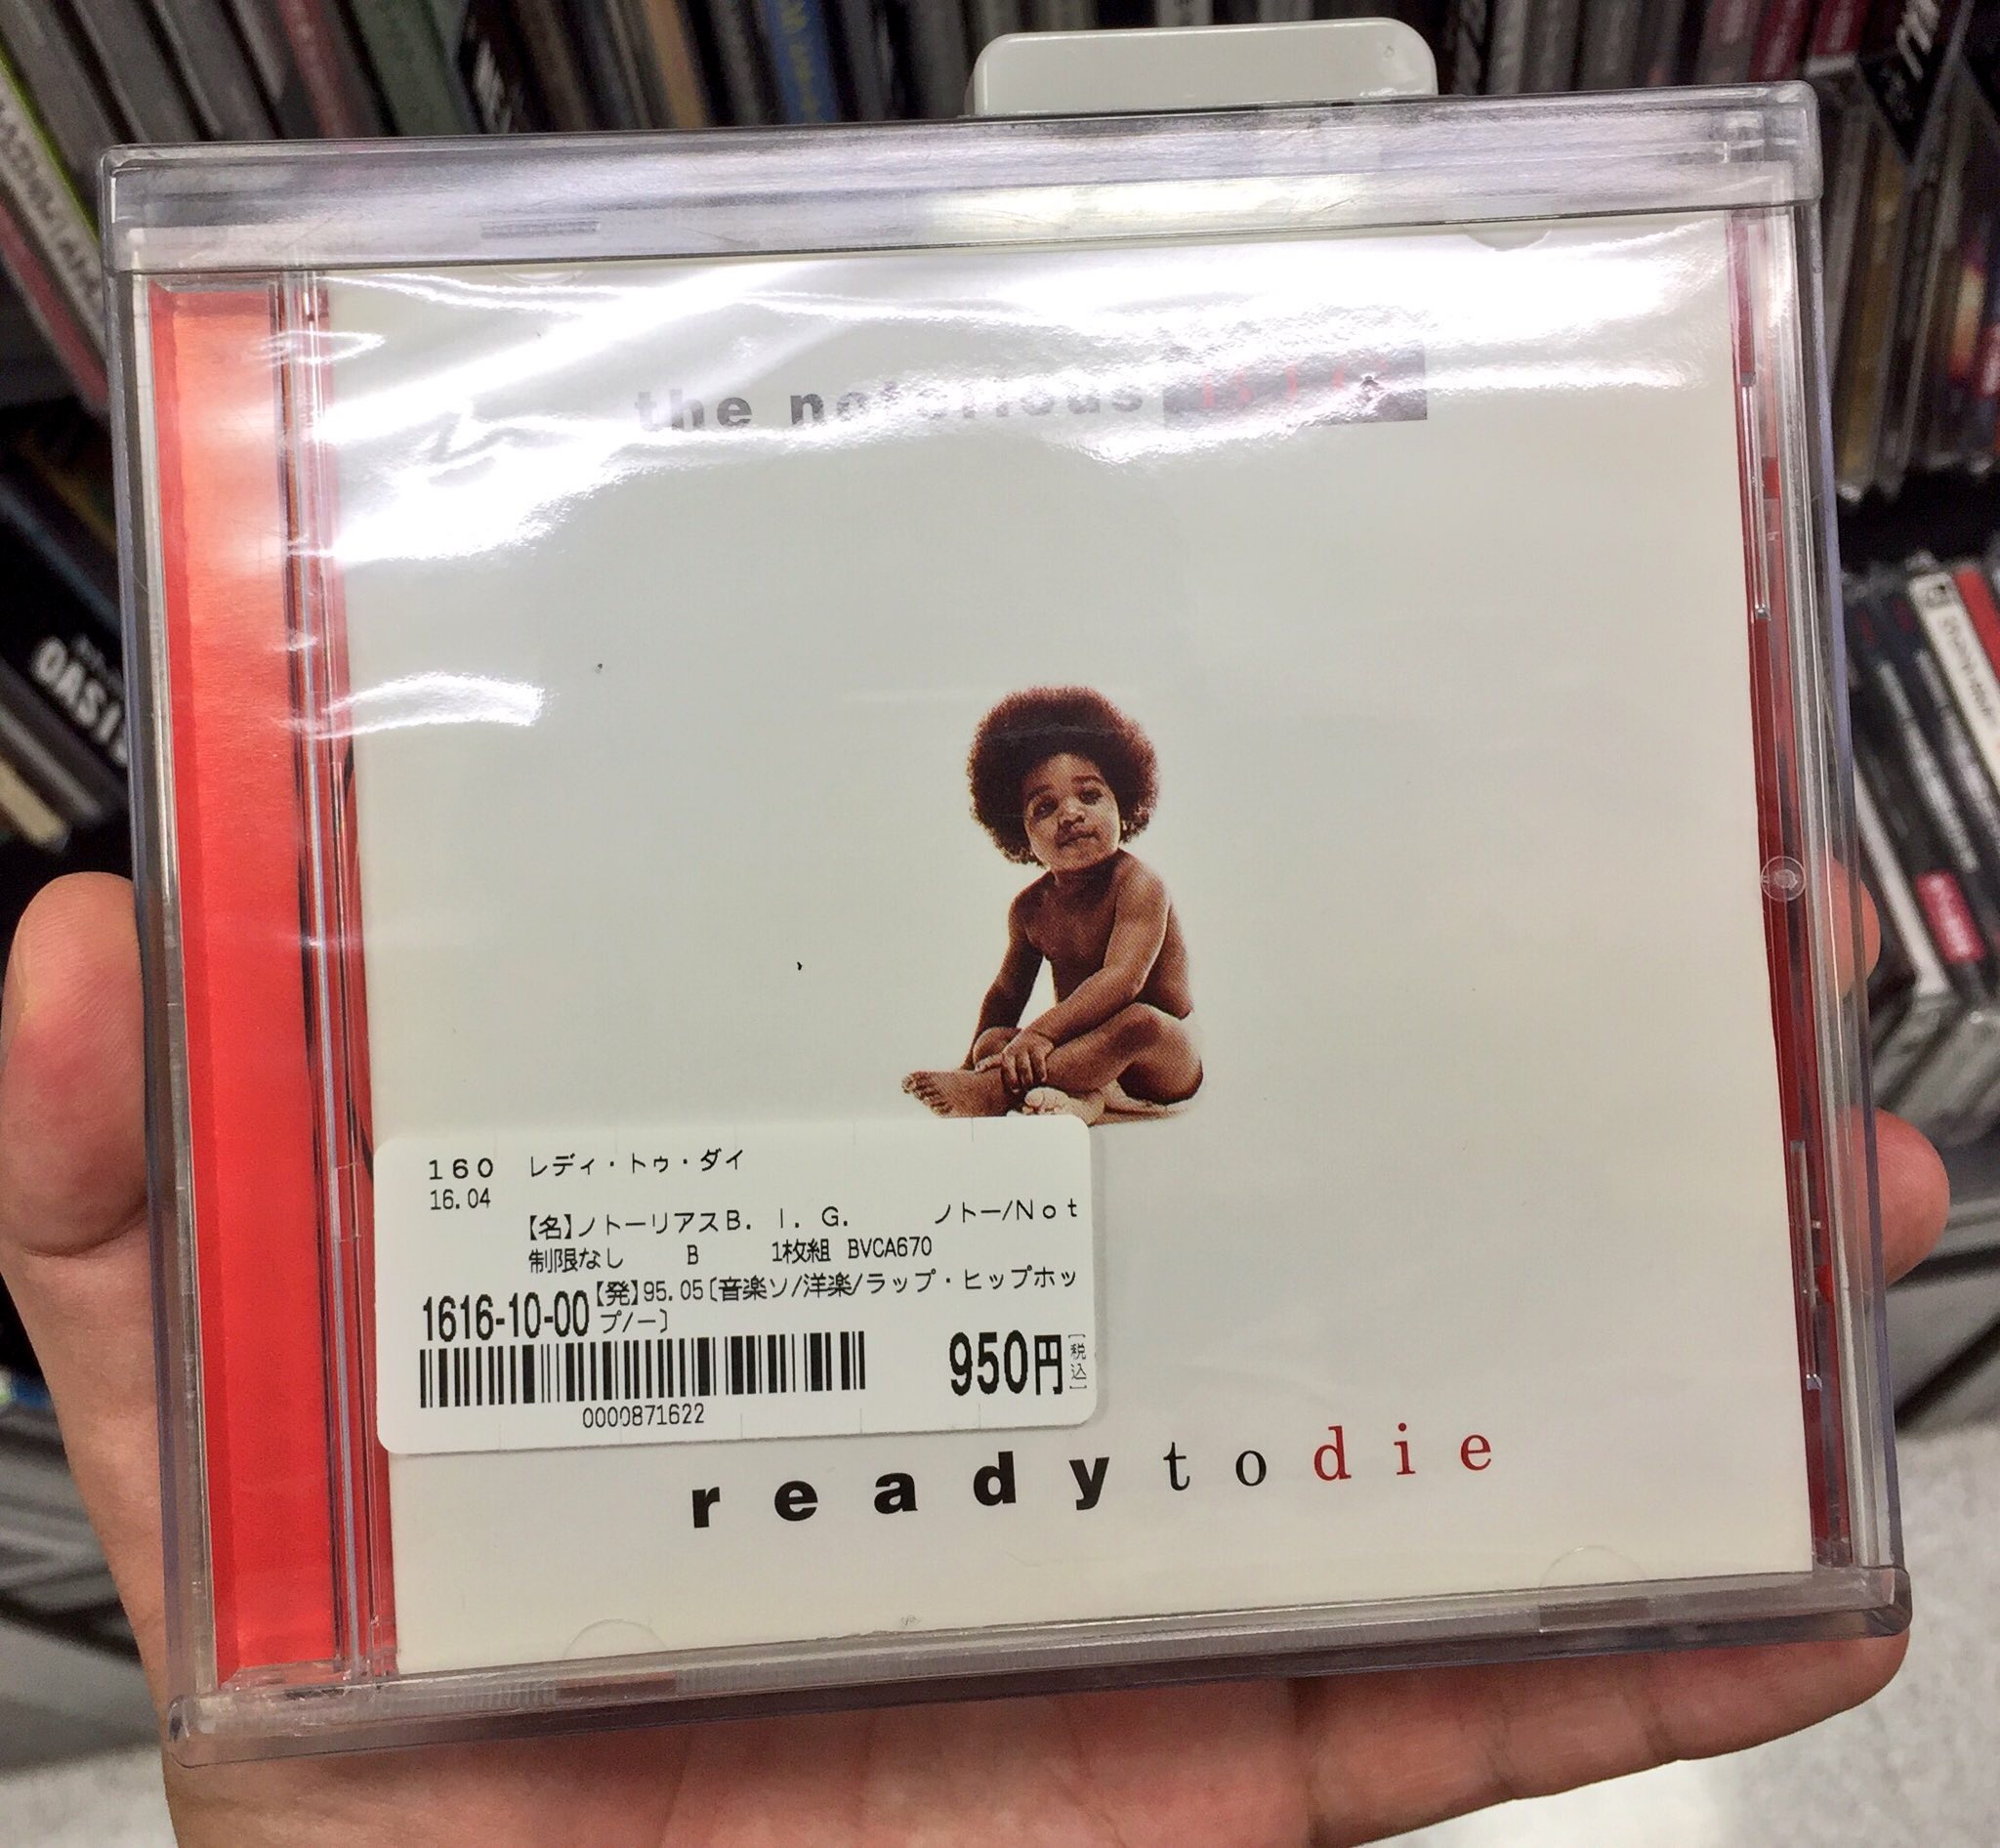 the notorious
160 レディ・トゥ・ダイ
16.04
【名】ノトーリアスB. I. G. ノトー/Not
制限なし B 1枚組 BVCA670
1616-10-00【発】95.05〔音楽ソ/洋楽/ラップ・ヒップホッ
プ/ー〕
950円[税込]
0000871622
ready to die